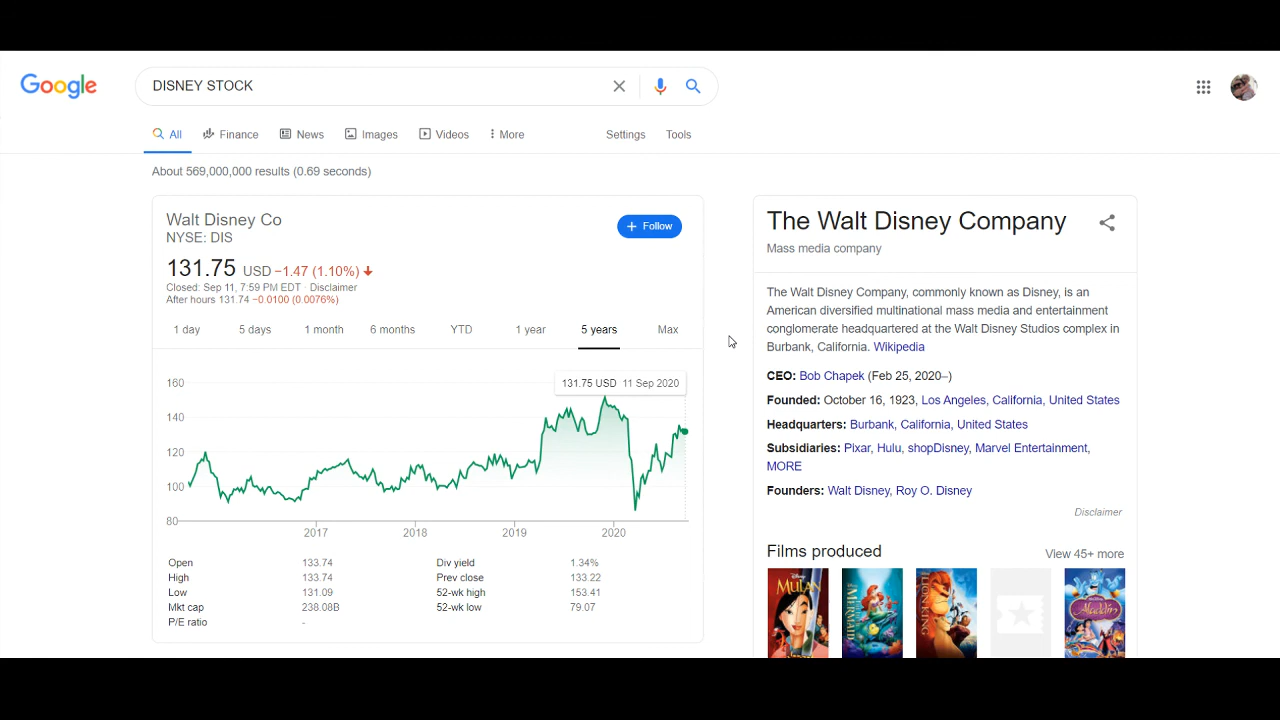 Google
DISNEY STOCK
All Finance News Images Videos More Settings Tools
About 569,000,000 results (0.69 seconds)
Walt Disney Co
NYSE: DIS
Follow
131.75 USD −1.47 (1.10%)
Closed: Sep 11, 7:59 PM EDT · Disclaimer
After hours 131.74 −0.0100 (0.0076%)
1 day 5 days 1 month 6 months YTD 1 year 5 years Max
131.75 USD 11 Sep 2020
160
140
120
100
80
2017 2018 2019 2020
Open 133.74 Div yield 1.34%
High 133.74 Prev close 133.22
Low 131.09 52-wk high 153.41
Mkt cap 238.08B 52-wk low 79.07
P/E ratio -
The Walt Disney Company
Mass media company
The Walt Disney Company, commonly known as Disney, is an
American diversified multinational mass media and entertainment
conglomerate headquartered at the Walt Disney Studios complex in
Burbank, California. Wikipedia
CEO: Bob Chapek (Feb 25, 2020–)
Founded: October 16, 1923, Los Angeles, California, United States
Headquarters: Burbank, California, United States
Subsidiaries: Pixar, Hulu, shopDisney, Marvel Entertainment,
MORE
Founders: Walt Disney, Roy O. Disney
Disclaimer
Films produced View 45+ more
MULAN
MERMAID
LION KING
Aladdin